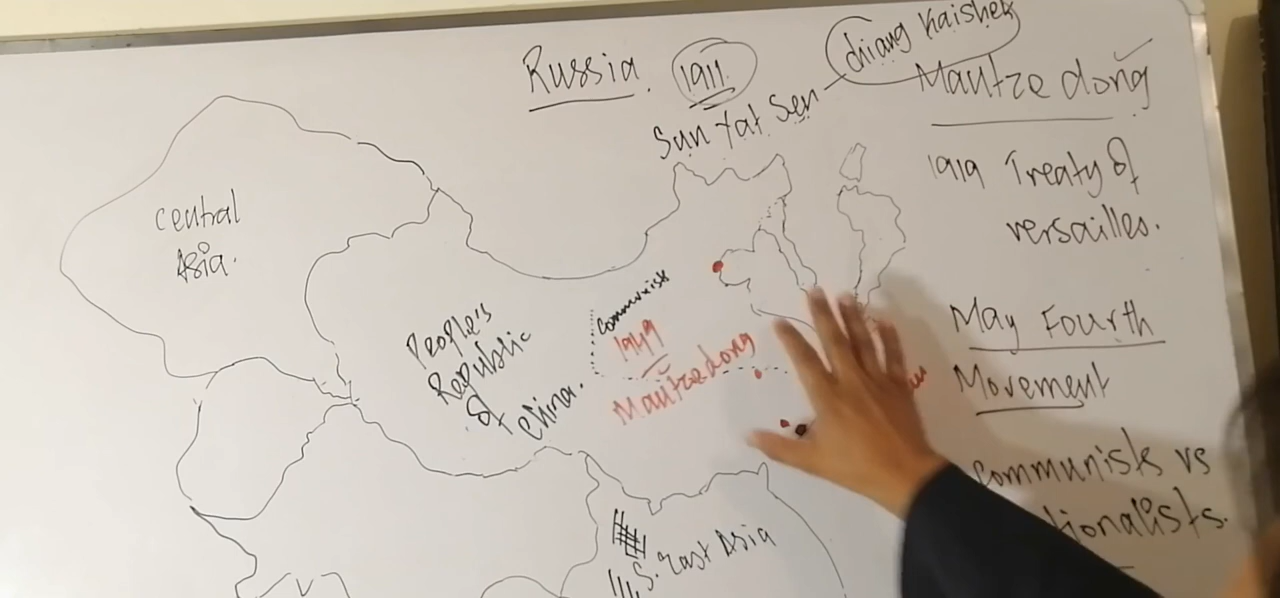 Russia. 1911.
Sun Yat Sen
chiang Kaishek
Mautze dong
1919 Treaty of
versailles.
May Fourth
Movement
communists vs
tionalists.
central
Asia.
People's
Republic
of
china.
communist
1949
Mautze dong
S. East Asia